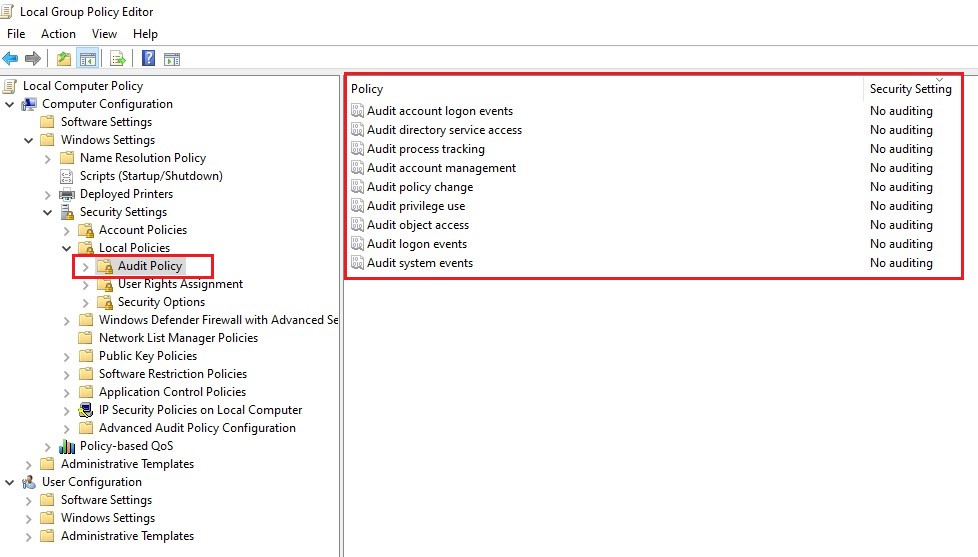 Local Group Policy Editor
File Action View Help
Local Computer Policy
Computer Configuration
Software Settings
Windows Settings
Name Resolution Policy
Scripts (Startup/Shutdown)
Deployed Printers
Security Settings
Account Policies
Local Policies
Audit Policy
User Rights Assignment
Security Options
Windows Defender Firewall with Advanced Se
Network List Manager Policies
Public Key Policies
Software Restriction Policies
Application Control Policies
IP Security Policies on Local Computer
Advanced Audit Policy Configuration
Policy-based QoS
Administrative Templates
User Configuration
Software Settings
Windows Settings
Administrative Templates
Policy Security Setting
Audit account logon events No auditing
Audit directory service access No auditing
Audit process tracking No auditing
Audit account management No auditing
Audit policy change No auditing
Audit privilege use No auditing
Audit object access No auditing
Audit logon events No auditing
Audit system events No auditing